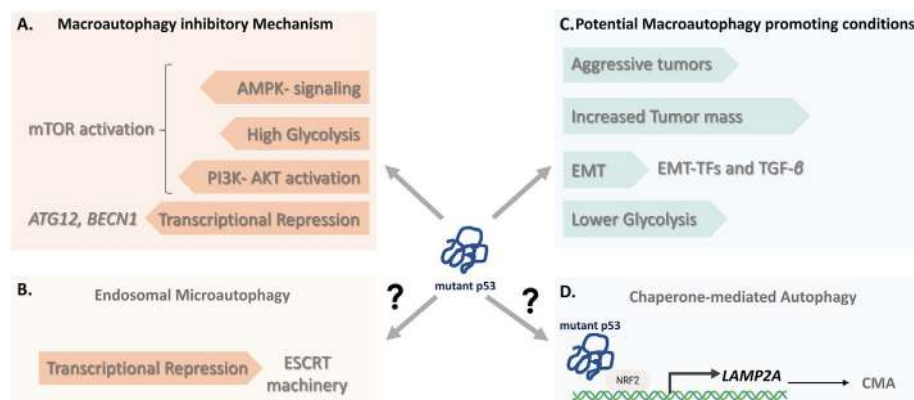 A. Macroautophagy inhibitory Mechanism
AMPK- signaling
mTOR activation
High Glycolysis
PI3K- AKT activation
ATG12, BECN1
Transcriptional Repression
B.
Endosomal Microautophagy
Transcriptional Repression
ESCRT
machinery
mutant p53
?
?
C.Potential Macroautophagy promoting conditions
Aggressive tumors
Increased Tumor mass
EMT
EMT-TFs and TGF-β
Lower Glycolysis
D.
Chaperone-mediated Autophagy
mutant p53
NRF2
LAMP2A
CMA